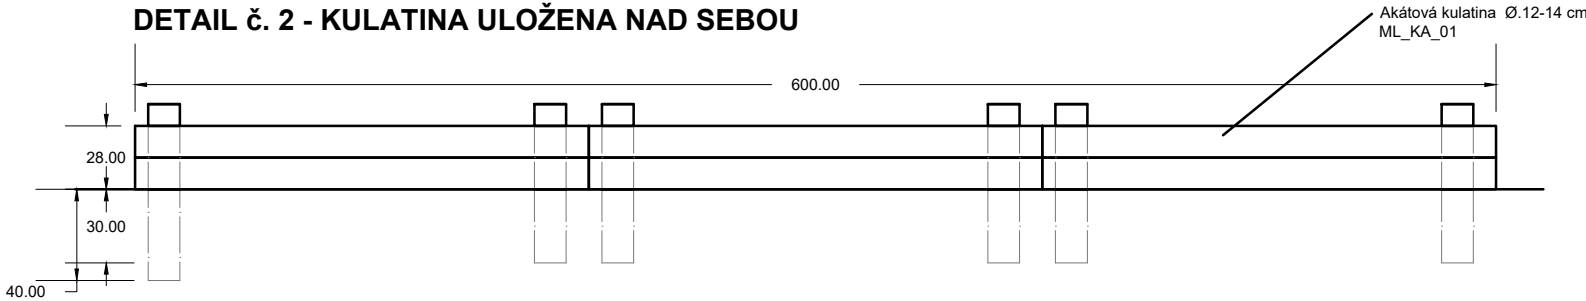 DETAIL č. 2 - KULATINA ULOŽENA NAD SEBOU
Akátová kulatina Ø.12-14 cm
ML_KA_01
600.00
28.00
30.00
40.00